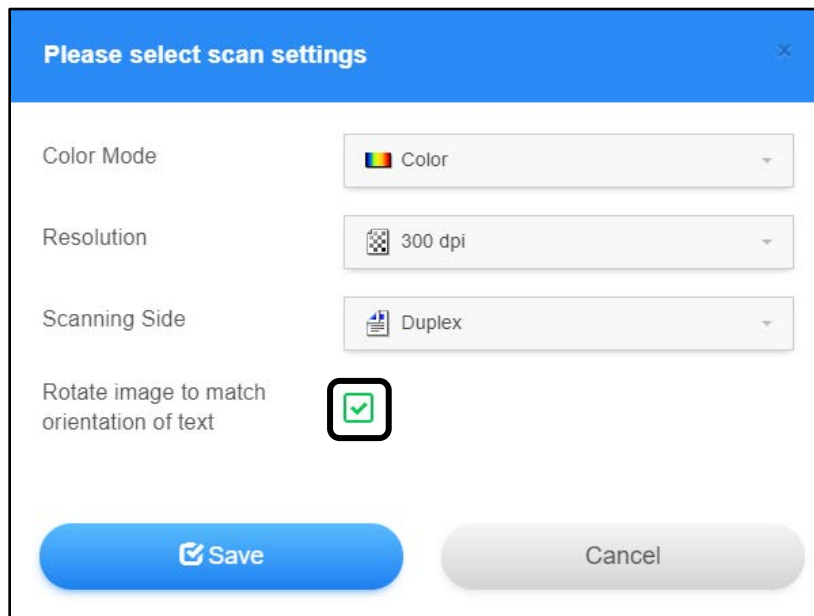 Please select scan settings
Color Mode
Color
Resolution
300 dpi
Scanning Side
Duplex
Rotate image to match
orientation of text
Save
Cancel